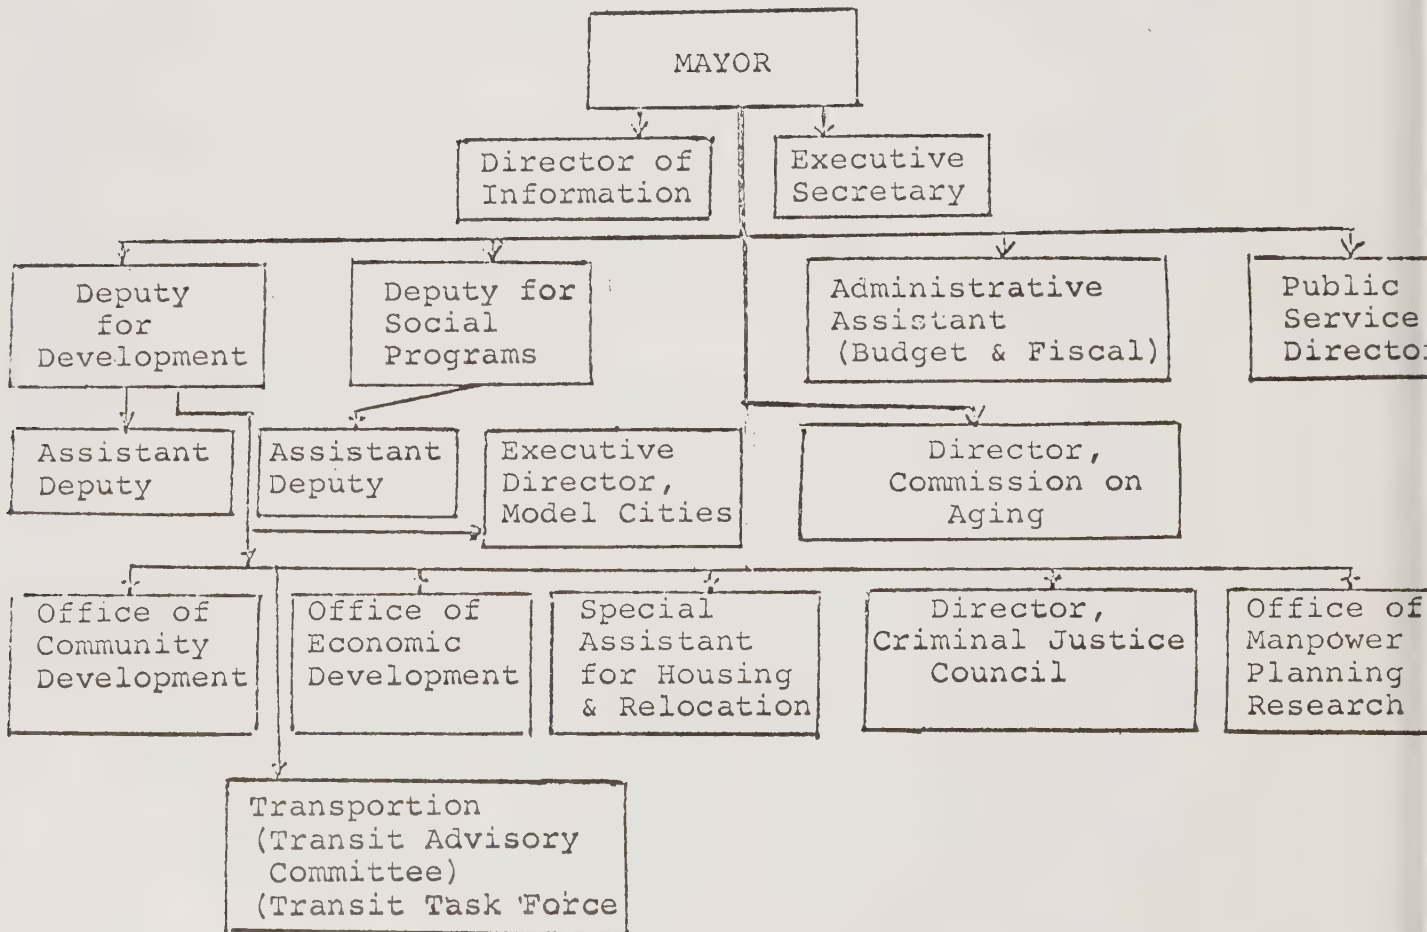 MAYOR
Director of
Information
Executive
Secretary
Deputy
for
Development
Deputy for
Social
Programs
Administrative
Assistant
(Budget & Fiscal)
Public
Service
Director
Assistant
Deputy
Assistant
Deputy
Executive
Director,
Model Cities
Director,
Commission on
Aging
Office of
Community
Development
Office of
Economic
Development
Special
Assistant
for Housing
& Relocation
Director,
Criminal Justice
Council
Office of
Manpower
Planning
Research
Transportion
(Transit Advisory
Committee)
(Transit Task Force